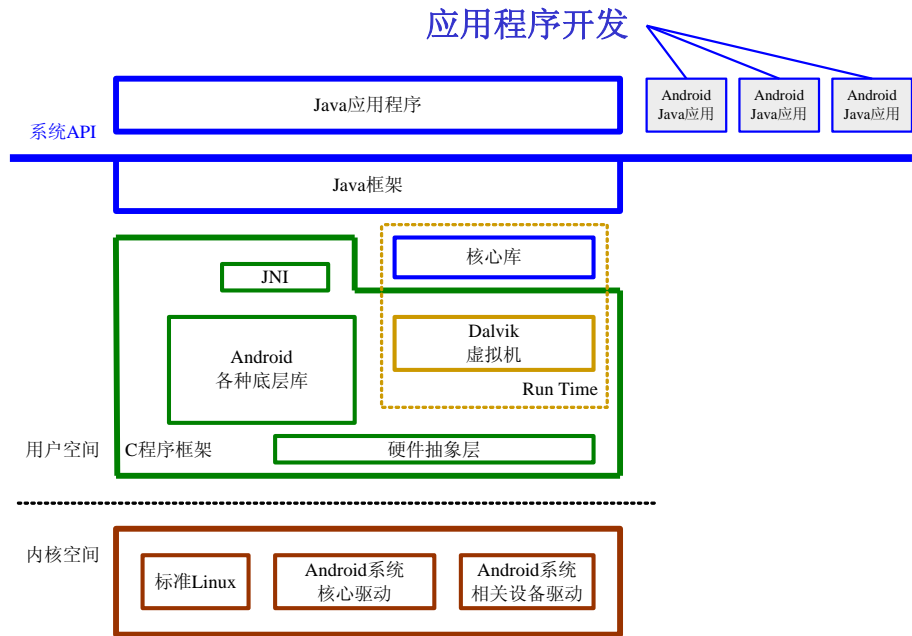 应用程序开发
Java应用程序
Android
Java应用
Android
Java应用
Android
Java应用
系统API
Java框架
核心库
JNI
Dalvik
虚拟机
Android
各种底层库
Run Time
用户空间
C程序框架
硬件抽象层
内核空间
标准Linux
Android系统
核心驱动
Android系统
相关设备驱动